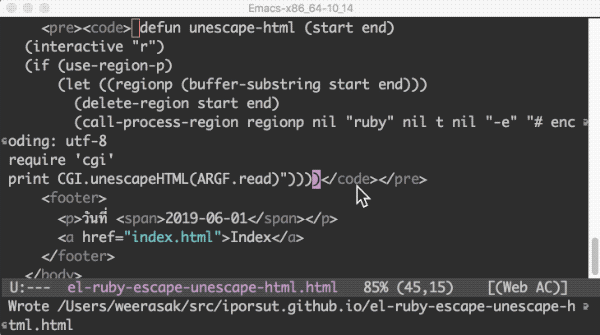 Emacs-x86_64-10_14
<pre><code>(defun unescape-html (start end)
(interactive "r")
(if (use-region-p)
(let ((regionp (buffer-substring start end)))
(delete-region start end)
(call-process-region regionp nil "ruby" nil t nil "-e" "# enc
oding: utf-8
require 'cgi'
print CGI.unescapeHTML(ARGF.read)"))))</code></pre>
<footer>
<p>วันที่ <span>2019-06-01</span></p>
<a href="index.html">Index</a>
</footer>
</body>
U:--- el-ruby-escape-unescape-html.html 85% (45,15) [(Web AC)]
Wrote /Users/weerasak/src/iporsut.github.io/el-ruby-escape-unescape-h
tml.html